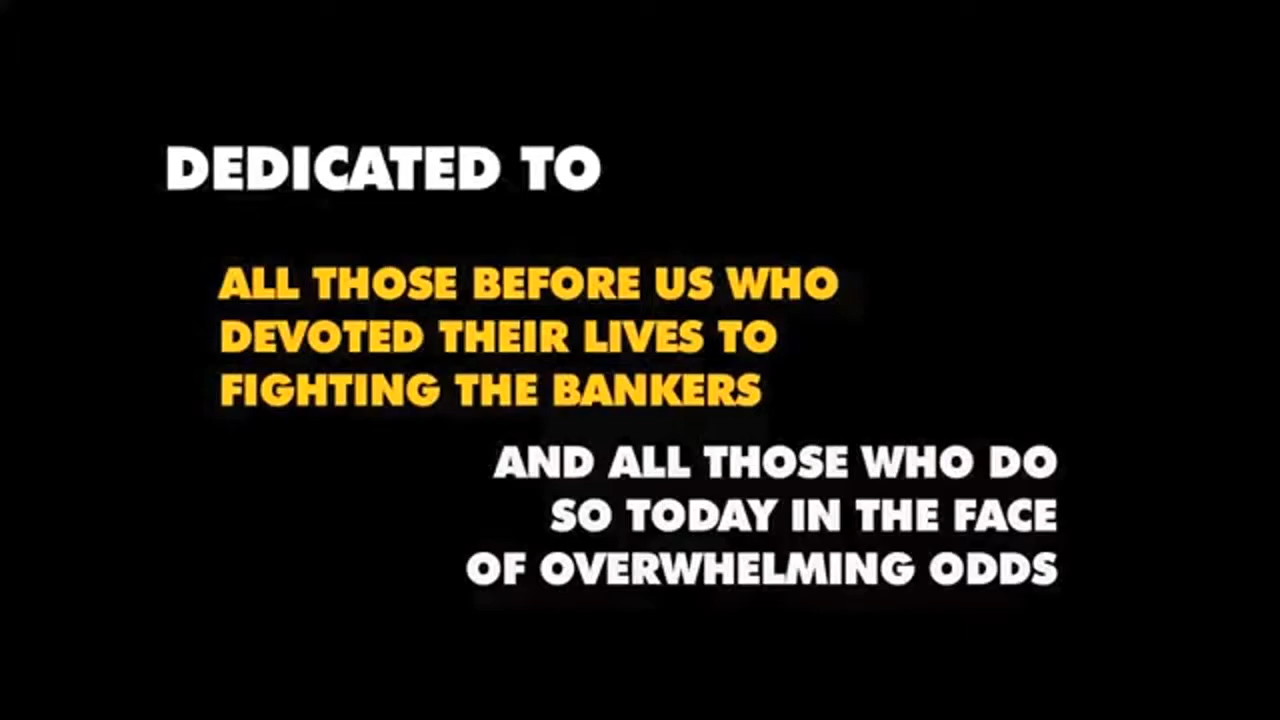 DEDICATED TO
ALL THOSE BEFORE US WHO
DEVOTED THEIR LIVES TO
FIGHTING THE BANKERS
AND ALL THOSE WHO DO
SO TODAY IN THE FACE
OF OVERWHELMING ODDS